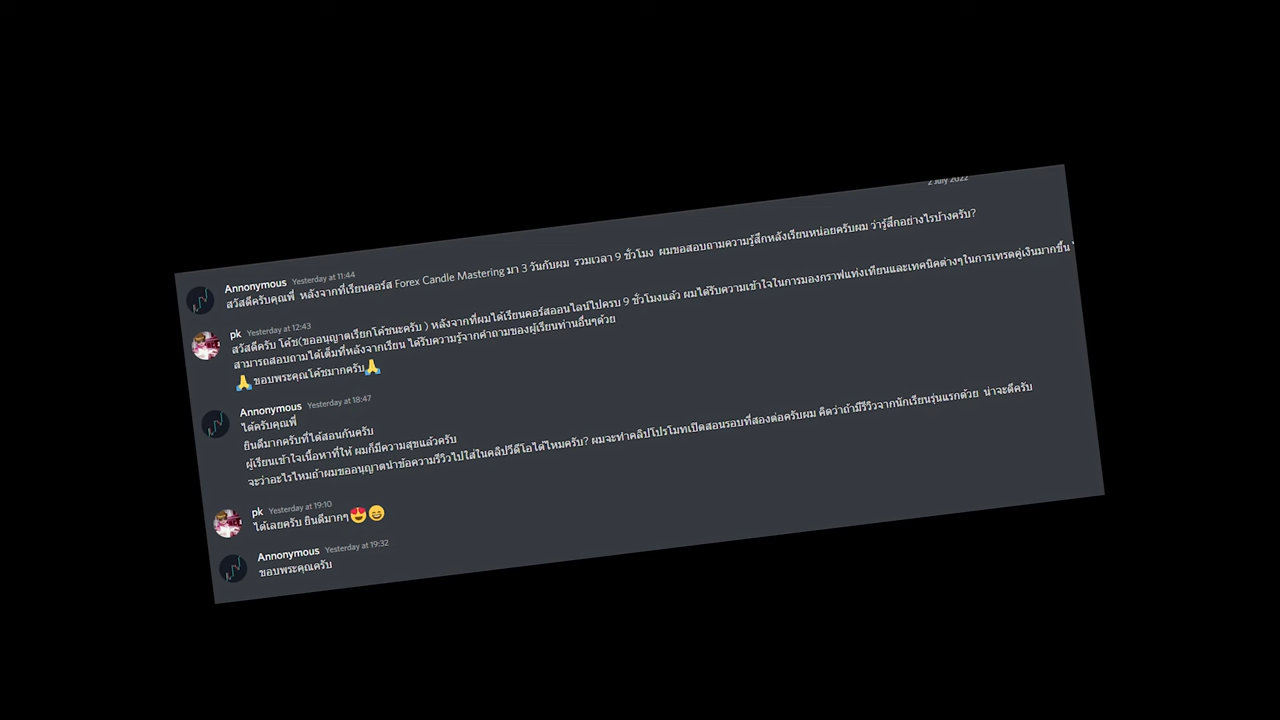 2 July 2022
Annonymous Yesterday at 11:44
สวัสดีครับคุณพี่ หลังจากที่เรียนคอร์ส Forex Candle Mastering มา 3 วันกับผม รวมเวลา 9 ชั่วโมง ผมขอสอบถามความรู้สึกหลังเรียนหน่อยครับผม ว่ารู้สึกอย่างไรบ้างครับ?
pk Yesterday at 12:43
สวัสดีครับ โค้ช(ขออนุญาตเรียกโค้ชนะครับ ) หลังจากที่ผมได้เรียนคอร์สออนไลน์ไปครบ 9 ชั่วโมงแล้ว ผมได้รับความเข้าใจในการมองกราฟแท่งเทียนและเทคนิคต่างๆในการเทรดคู่เงินมากขึ้น
สามารถสอบถามได้เต็มที่หลังจากเรียน ได้รับความรู้จากคำถามของผู้เรียนท่านอื่นๆด้วย
🙏ขอบพระคุณโค้ชมากครับ🙏
Annonymous Yesterday at 18:47
ได้ครับคุณพี่
ยินดีมากครับที่ได้สอนกันครับ
ผู้เรียนเข้าใจเนื้อหาที่ให้ ผมก็มีความสุขแล้วครับ
จะว่าอะไรไหมถ้าผมขออนุญาตนำข้อความรีวิวไปใส่ในคลิปวีดีโอได้ไหมครับ? ผมจะทำคลิปโปรโมทเปิดสอนรอบที่สองต่อครับผม คิดว่าถ้ามีรีวิวจากนักเรียนรุ่นแรกด้วย น่าจะดีครับ
pk Yesterday at 19:10
ได้เลยครับ ยินดีมากๆ😍😄
Annonymous Yesterday at 19:32
ขอบพระคุณครับ